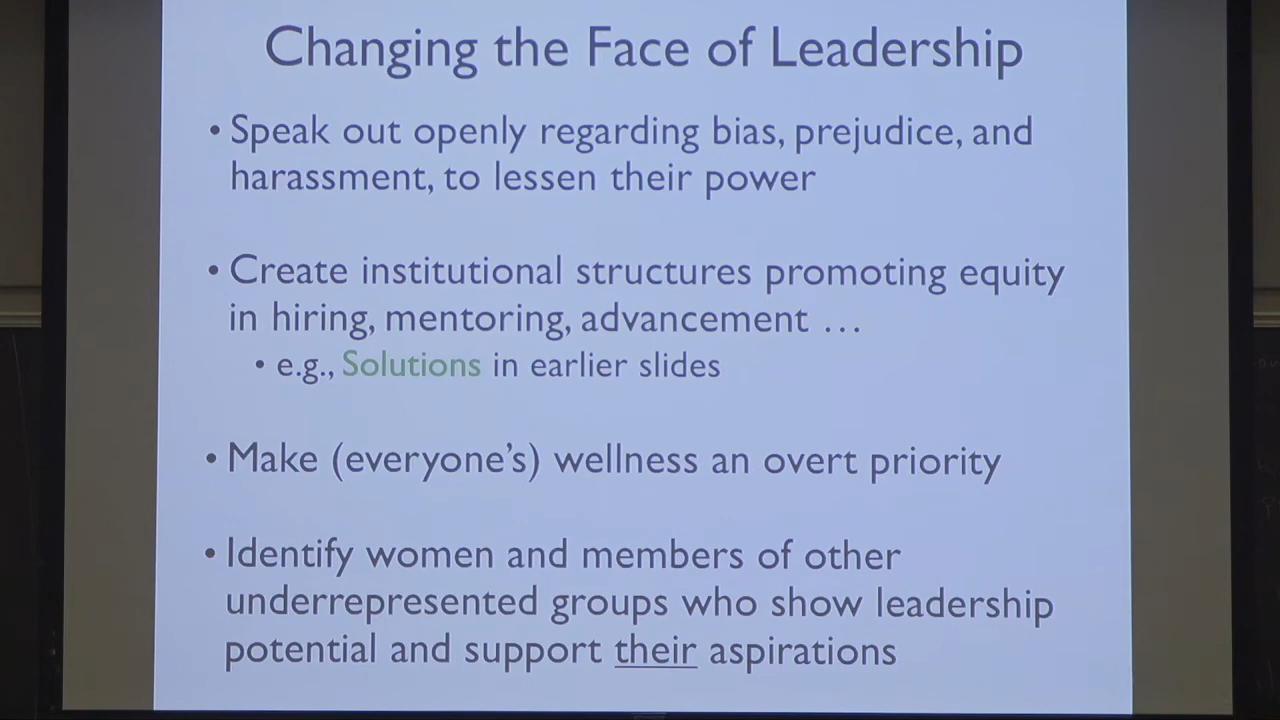 Changing the Face of Leadership
• Speak out openly regarding bias, prejudice, and
harassment, to lessen their power
• Create institutional structures promoting equity
in hiring, mentoring, advancement …
• e.g., Solutions in earlier slides
• Make (everyone's) wellness an overt priority
• Identify women and members of other
underrepresented groups who show leadership
potential and support their aspirations